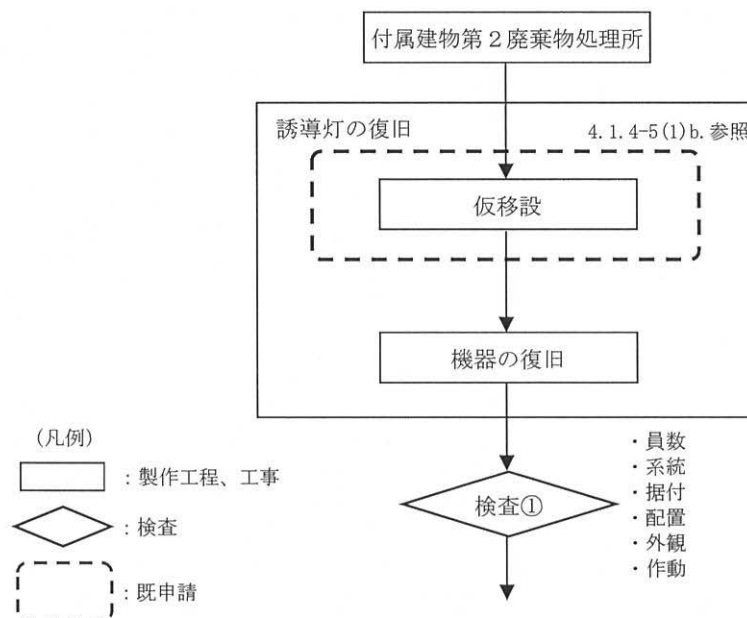 付属建物第2廃棄物処理所
誘導灯の復旧
4.1.4-5(1)b.参照
仮移設
機器の復旧
検査①
・員数
・系統
・据付
・配置
・外観
・作動
(凡例)
：製作工程、工事
：検査
：既申請